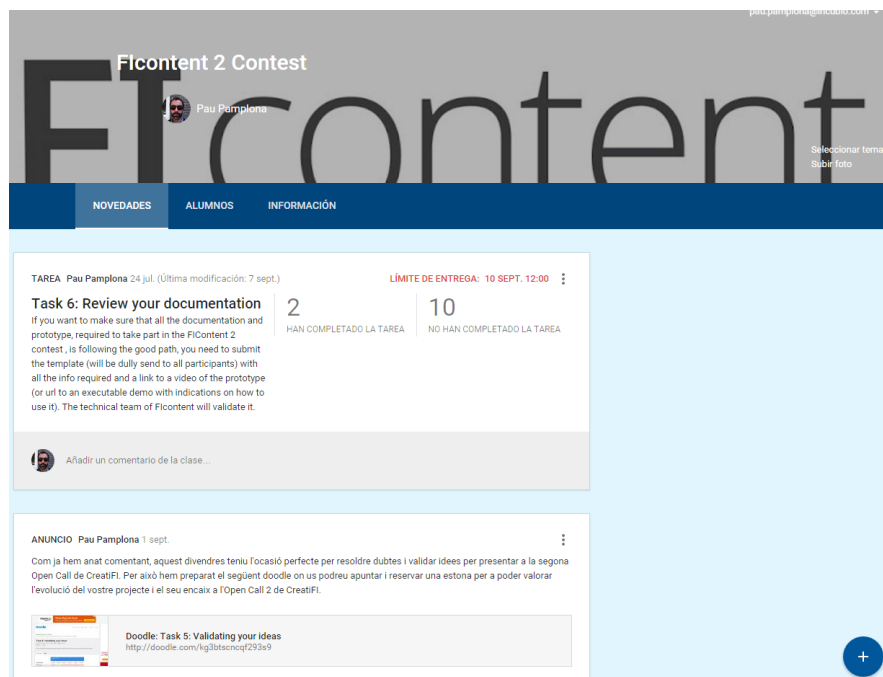 pau.pamplona@incubio.com
FIcontent 2 Contest
Pau Pamplona
FIcontent
Seleccionar tema
Subir foto
NOVEDADES ALUMNOS INFORMACIÓN
TAREA Pau Pamplona 24 jul. (Última modificación: 7 sept.) LÍMITE DE ENTREGA: 10 SEPT. 12:00
Task 6: Review your documentation
If you want to make sure that all the documentation and
prototype, required to take part in the FIContent 2
contest , is following the good path, you need to submit
the template (will be dully send to all participants) with
all the info required and a link to a video of the prototype
(or url to an executable demo with indications on how to
use it). The technical team of FIcontent will validate it.
2
HAN COMPLETADO LA TAREA
10
NO HAN COMPLETADO LA TAREA
Añadir un comentario de la clase...
ANUNCIO Pau Pamplona 1 sept.
Com ja hem anat comentant, aquest divendres teniu l'ocasió perfecte per resoldre dubtes i validar idees per presentar a la segona
Open Call de CreatiFI. Per això hem preparat el següent doodle on us podreu apuntar i reservar una estona per a poder valorar
l'evolució del vostre projecte i el seu encaix a l'Open Call 2 de CreatiFI.
Doodle: Task 5: Validating your ideas
http://doodle.com/kg3btscncqf293s9
+